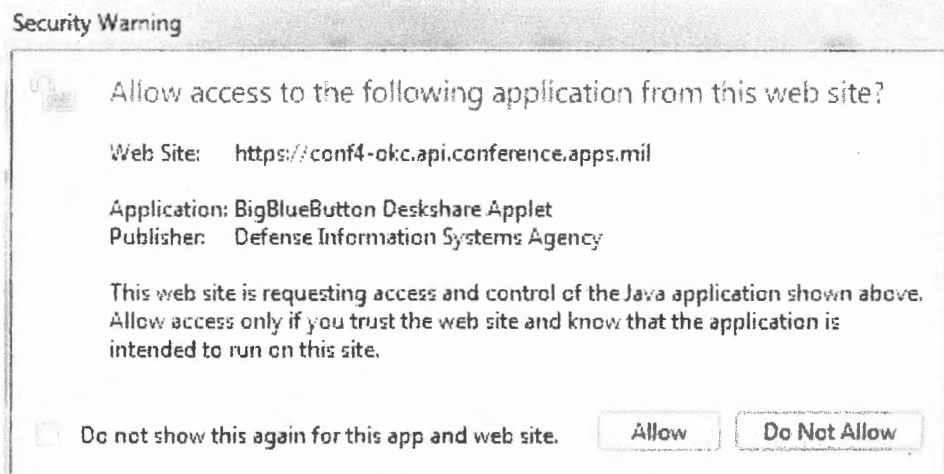 Security Warning
Allow access to the following application from this web site?
Web Site: https://conf4-okc.api.conference.apps.mil
Application: BigBlueButton Deskshare Applet
Publisher: Defense Information Systems Agency
This web site is requesting access and control of the Java application shown above.
Allow access only if you trust the web site and know that the application is
intended to run on this site.
Do not show this again for this app and web site.
Allow
Do Not Allow